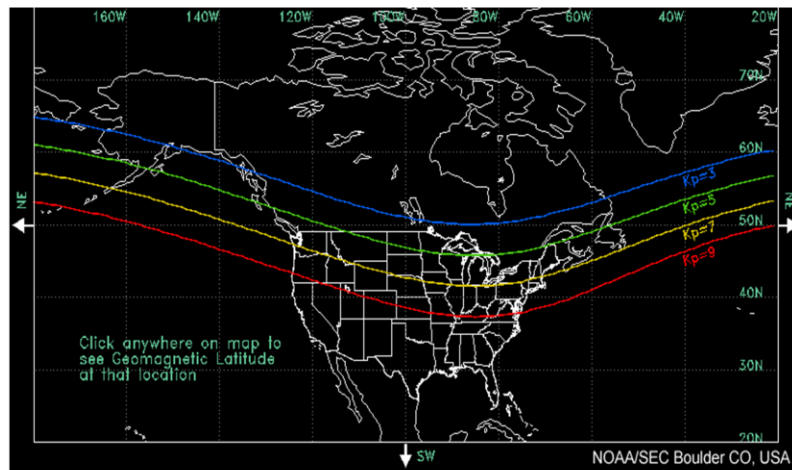 160W 140W 120W 100W 80W 60W 40W 20W
70N
60N
Kp=3
Kp=5
NE
50N
NE
Kp=7
Kp=9
40N
Click anywhere on map to
see Geomagnetic Latitude
at that location
30N
20N
SW
NOAA/SEC Boulder CO, USA